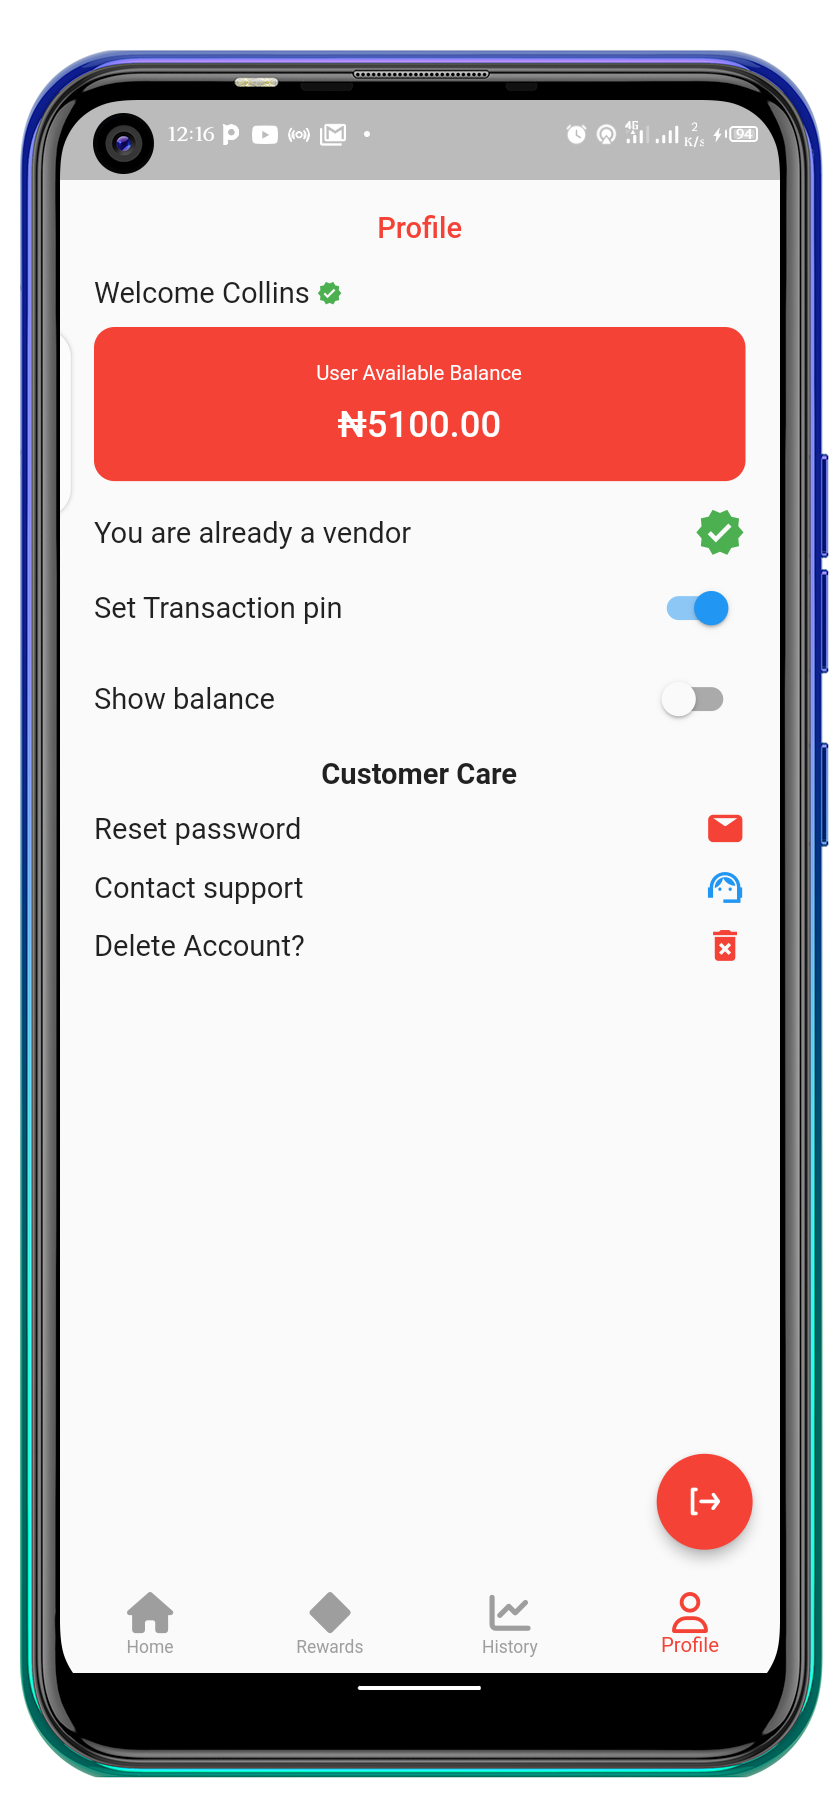 12:16
4G
2
K/s
94
Profile
Welcome Collins
User Available Balance
₦5100.00
You are already a vendor
Set Transaction pin
Show balance
Customer Care
Reset password
Contact support
Delete Account?
Home
Rewards
History
Profile